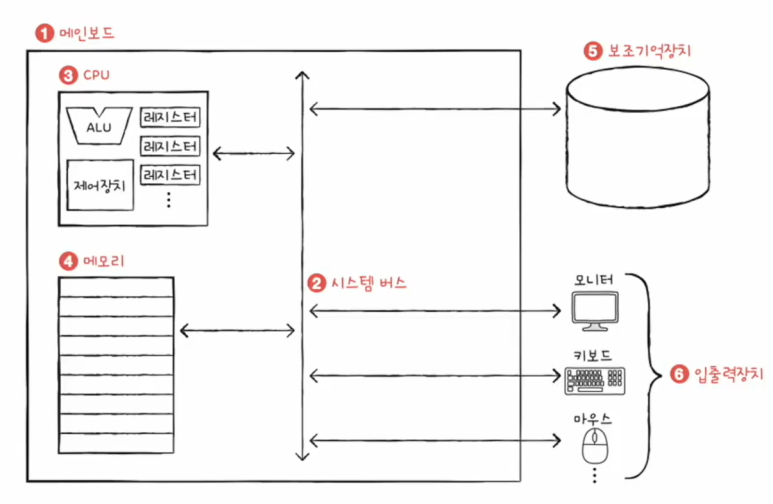 1 메인보드
3 CPU
ALU
레지스터
레지스터
레지스터
제어장치
4 메모리
2 시스템 버스
5 보조기억장치
모니터
키보드
마우스
6 입출력장치